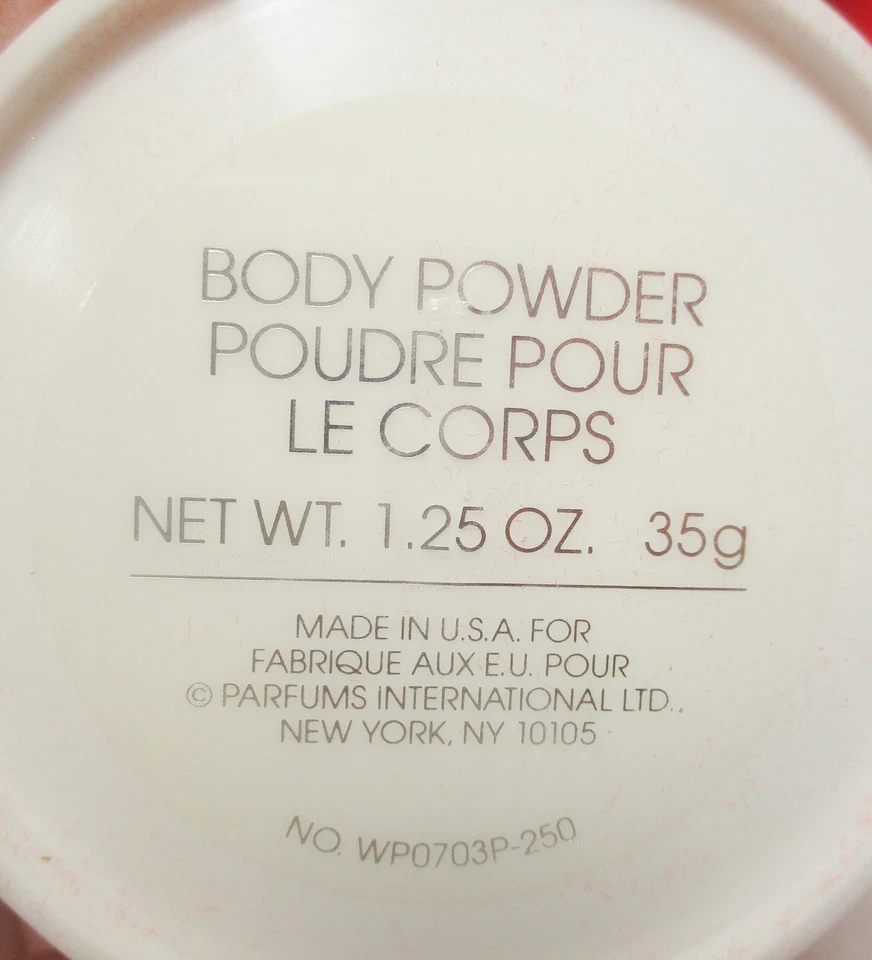 BODY POWDER
POUDRE POUR
LE CORPS
NET WT. 1.25 OZ. 35g
MADE IN U.S.A. FOR
FABRIQUE AUX E.U. POUR
© PARFUMS INTERNATIONAL LTD.,
NEW YORK, NY 10105
NO. WP0703P-250